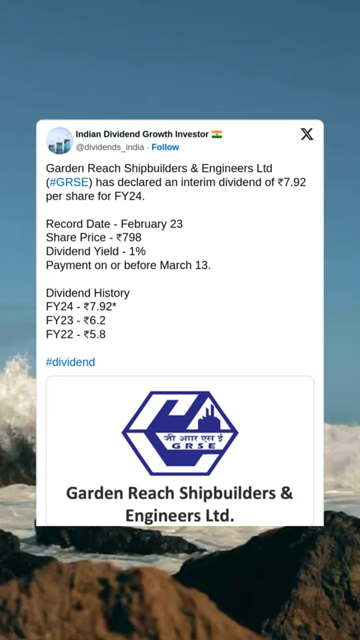 Indian Dividend Growth Investor 🇮🇳
@dividends_india · Follow
Garden Reach Shipbuilders & Engineers Ltd
(#GRSE) has declared an interim dividend of ₹7.92
per share for FY24.
Record Date - February 23
Share Price - ₹798
Dividend Yield - 1%
Payment on or before March 13.
Dividend History
FY24 - ₹7.92*
FY23 - ₹6.2
FY22 - ₹5.8
#dividend
जी आर एस ई
GRSE
Garden Reach Shipbuilders &
Engineers Ltd.